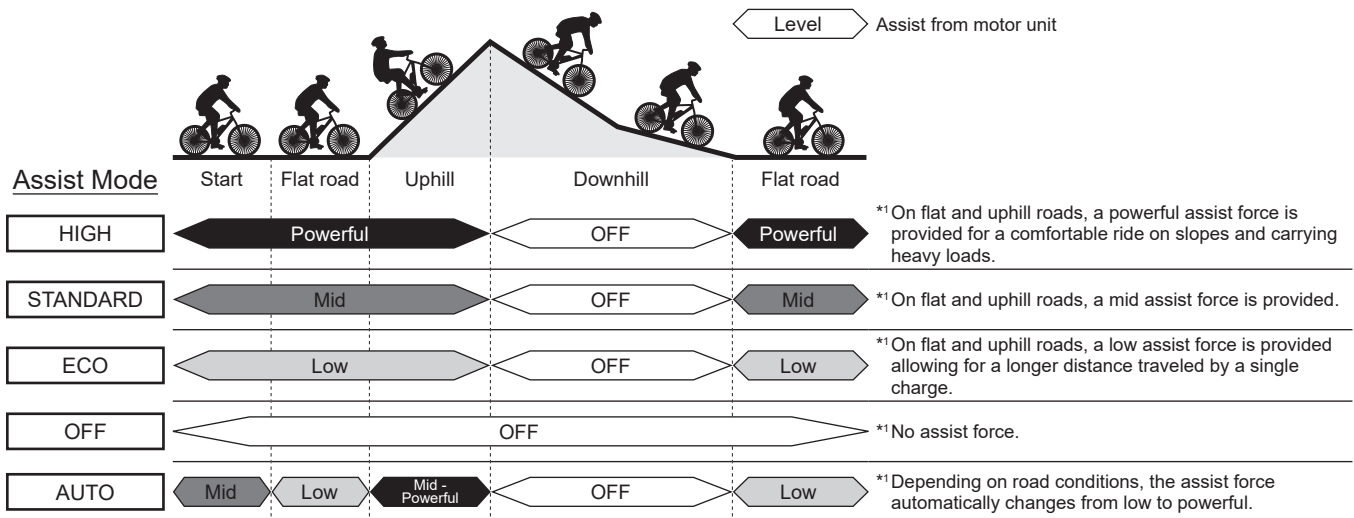 Level Assist from motor unit
Assist Mode Start Flat road Uphill Downhill Flat road
HIGH Powerful OFF Powerful *1 On flat and uphill roads, a powerful assist force is
provided for a comfortable ride on slopes and carrying
heavy loads.
STANDARD Mid OFF Mid *1 On flat and uphill roads, a mid assist force is provided.
ECO Low OFF Low *1 On flat and uphill roads, a low assist force is provided
allowing for a longer distance traveled by a single
charge.
OFF OFF *1 No assist force.
AUTO Mid Low Mid -
Powerful OFF Low *1 Depending on road conditions, the assist force
automatically changes from low to powerful.